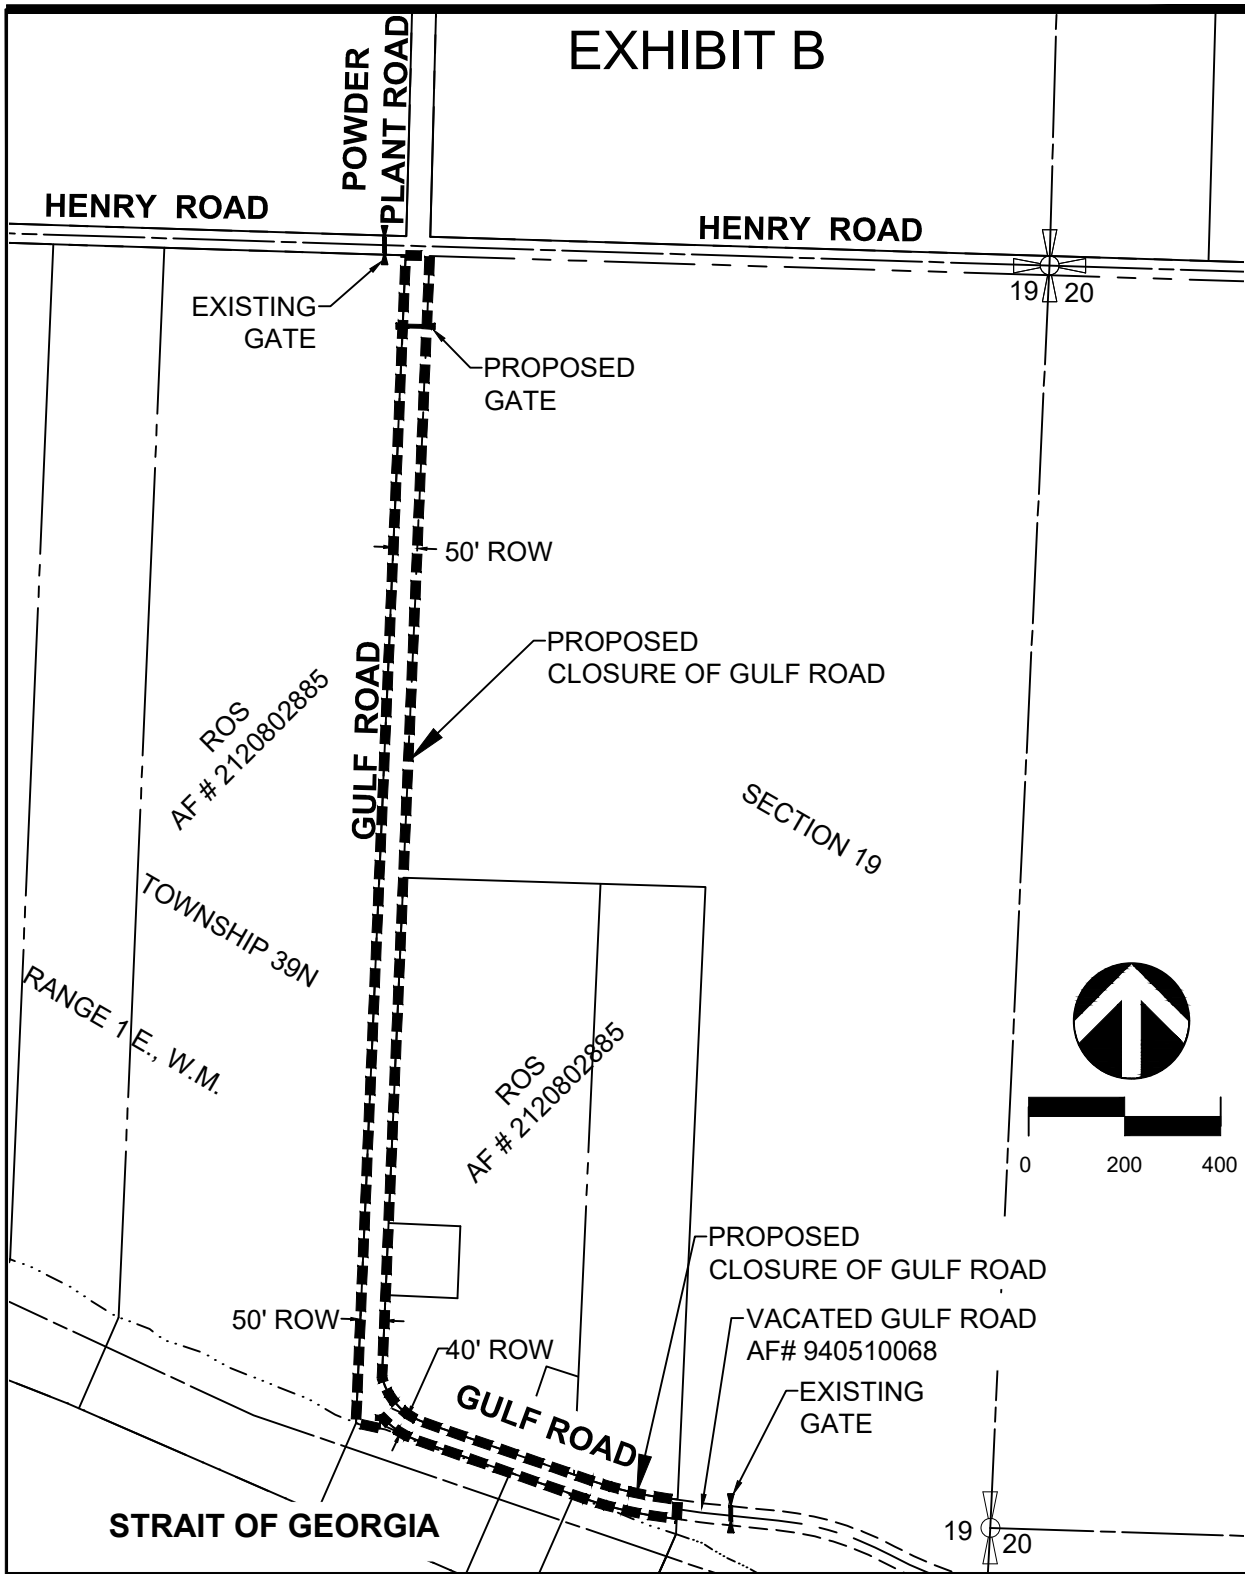 EXHIBIT B
POWDER
PLANT ROAD
HENRY ROAD
HENRY ROAD
19 20
EXISTING
GATE
PROPOSED
GATE
50' ROW
PROPOSED
CLOSURE OF GULF ROAD
GULF ROAD
ROS
AF # 2120802885
SECTION 19
TOWNSHIP 39N
RANGE 1 E., W.M.
ROS
AF # 2120802885
0 200 400
PROPOSED
CLOSURE OF GULF ROAD
50' ROW
VACATED GULF ROAD
AF# 940510068
40' ROW
EXISTING
GATE
GULF ROAD
STRAIT OF GEORGIA
19 20